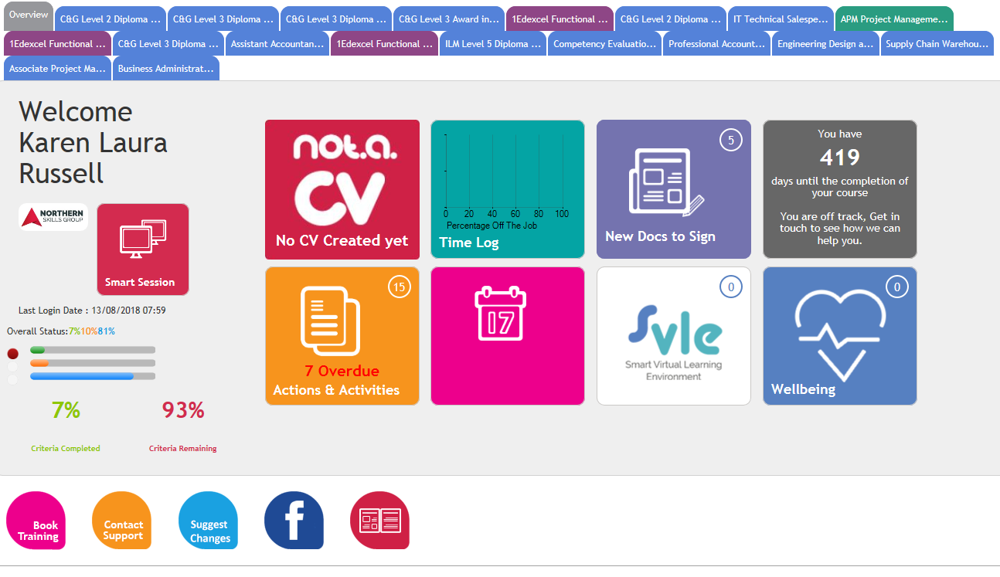 Overview
C&G Level 2 Diploma ...
C&G Level 3 Diploma ...
C&G Level 3 Diploma ...
C&G Level 3 Award in...
1Edexcel Functional ...
C&G Level 2 Diploma ...
IT Technical Salespe...
APM Project Manageme...
1Edexcel Functional ...
C&G Level 3 Diploma ...
Assistant Accountan...
1Edexcel Functional ...
ILM Level 5 Diploma ...
Competency Evaluatio...
Professional Account...
Engineering Design a...
Supply Chain Warehou...
Associate Project Ma...
Business Administrat...
Welcome
Karen Laura
Russell
NORTHERN
SKILLS GROUP
Smart Session
Last Login Date : 13/08/2018 07:59
Overall Status:7%10%81%
7%
93%
Criteria Completed
Criteria Remaining
not.a.
CV
No CV Created yet
0 20 40 60 80 100
Percentage Off The Job
Time Log
5
New Docs to Sign
You have
419
days until the completion of
your course
You are off track, Get in
touch to see how we can
help you.
15
7 Overdue
Actions & Activities
17
0
Svle
Smart Virtual Learning
Environment
0
Wellbeing
Book
Training
Contact
Support
Suggest
Changes
f